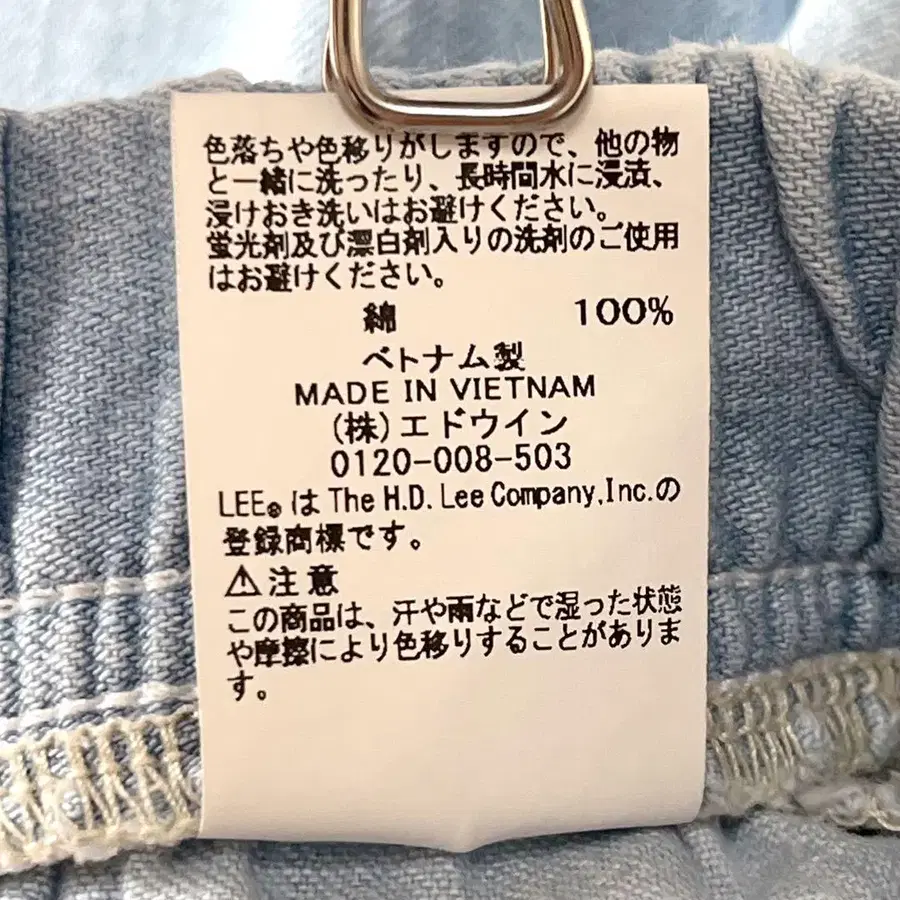 色落ちや色移りがしますので、他の物
と一緒に洗ったり、長時間水に浸漬、
浸けおき洗いはお避けください。
蛍光剤及び漂白剤入りの洗剤のご使用
はお避けください。
綿 100%
ベトナム製
MADE IN VIETNAM
(株)エドウイン
0120-008-503
LEE® は The H.D. Lee Company,Inc.の
登録商標です。
⚠注意
この商品は、汗や雨などで湿った状態
や摩擦により色移りすることがありま
す。